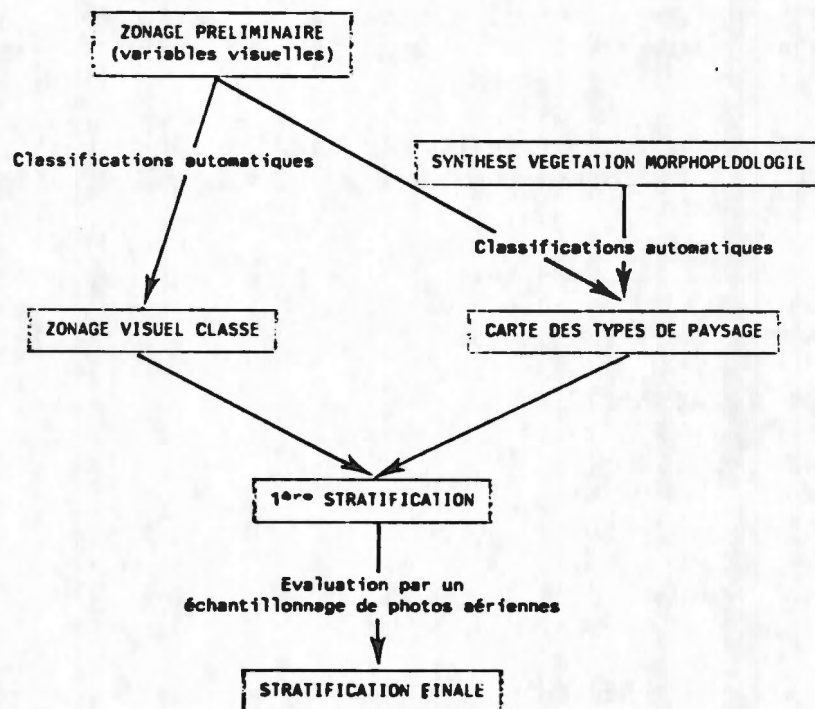 ZONAGE PRELIMINAIRE
(variables visuelles)
Classifications automatiques
SYNTHESE VEGETATION MORPHOPEDOLOGIE
Classifications automatiques
ZONAGE VISUEL CLASSE
CARTE DES TYPES DE PAYSAGE
1ère STRATIFICATION
Evaluation par un
échantillonnage de photos aériennes
STRATIFICATION FINALE